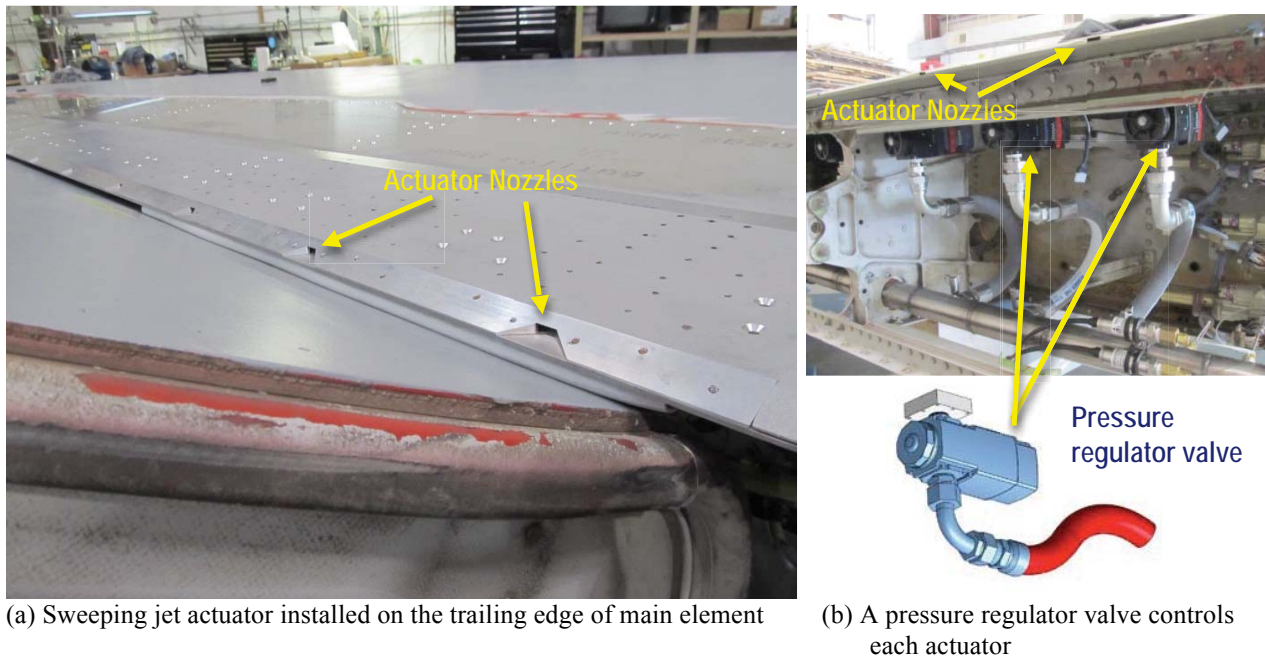 Actuator Nozzles
Actuator Nozzles
Pressure
regulator valve
(a) Sweeping jet actuator installed on the trailing edge of main element
(b) A pressure regulator valve controls
each actuator